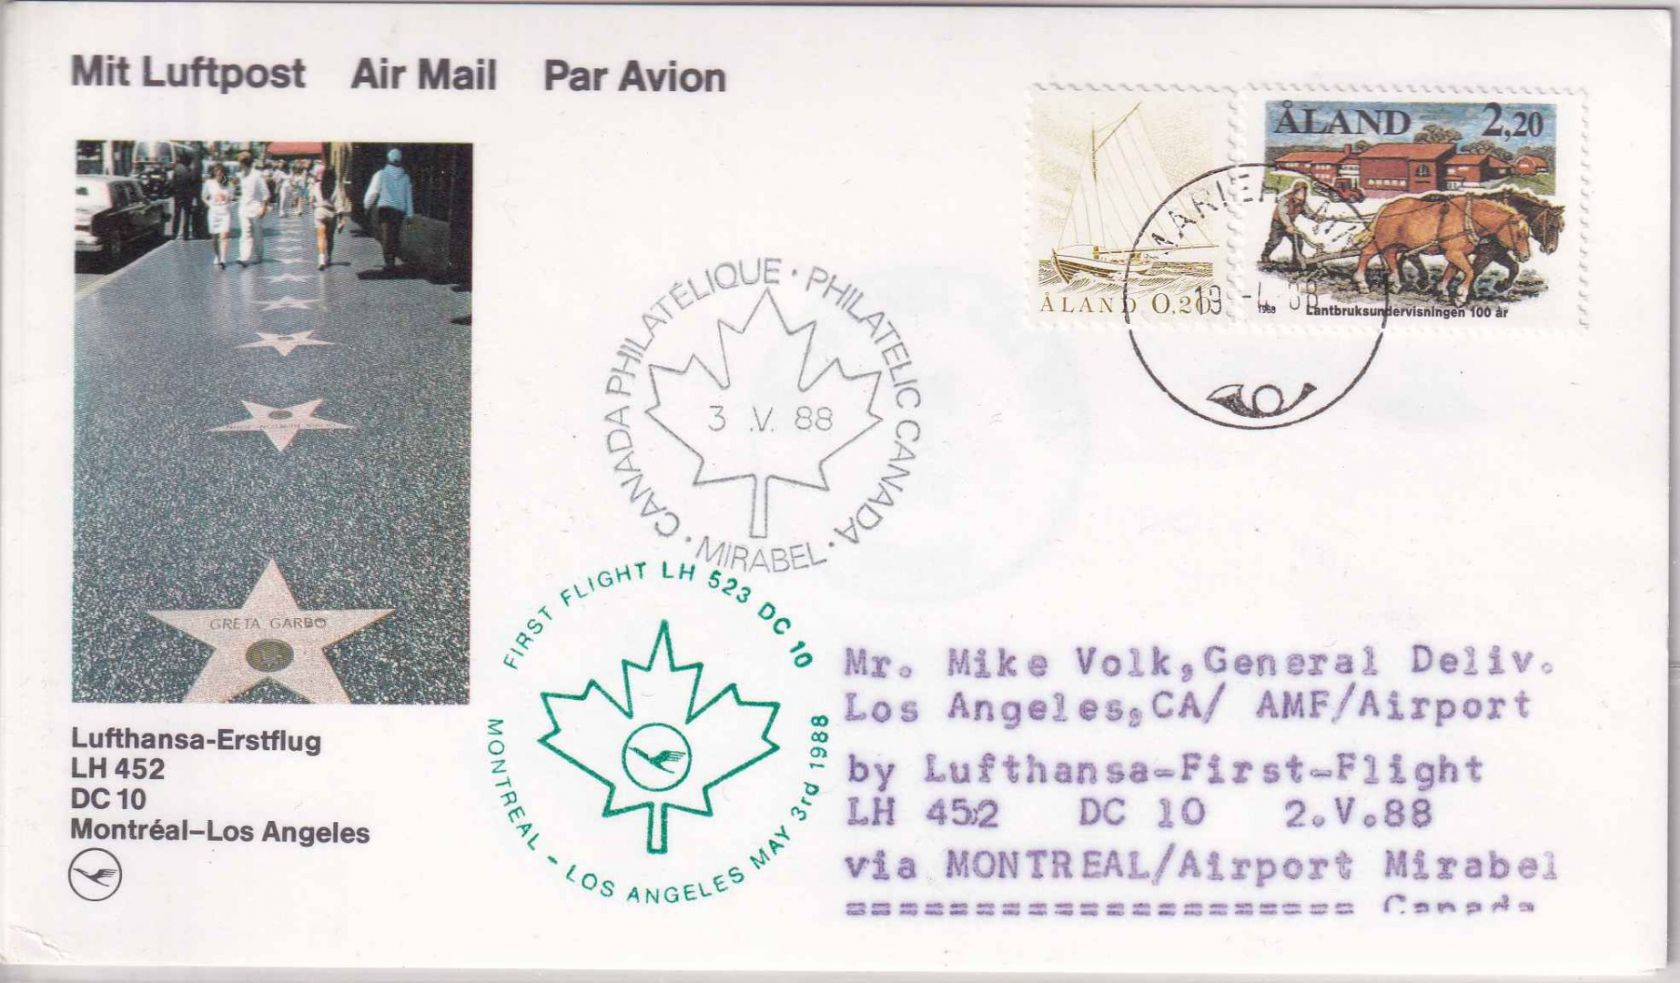 Mit Luftpost Air Mail Par Avion
ÅLAND 0.20
ÅLAND 2,20
1988 Lantbruksundervisningen 100 år
CANADA PHILATÉLIQUE · PHILATELIC CANADA · MIRABEL ·
3 .V. 88
GRETA GARBO
FIRST FLIGHT LH 523 DC 10
MONTREAL - LOS ANGELES MAY 3rd 1988
Lufthansa-Erstflug
LH 452
DC 10
Montréal–Los Angeles
Mr. Mike Volk,General Deliv.
Los Angeles,CA/ AMF/Airport
by Lufthansa-First-Flight
LH 452 DC 10 2.V.88
via MONTREAL/Airport Mirabel
==================== Canada